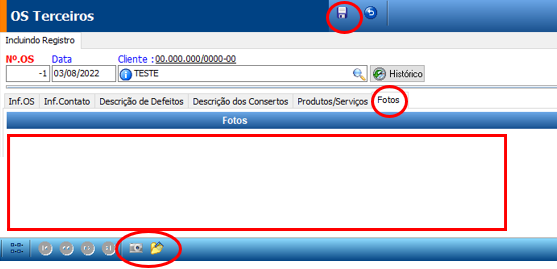 OS Terceiros
Incluindo Registro
Nº.OS Data Cliente : 00.000.000/0000-00
-1 03/08/2022 TESTE Histórico
Inf.OS Inf.Contato Descrição de Defeitos Descrição dos Consertos Produtos/Serviços Fotos
Fotos